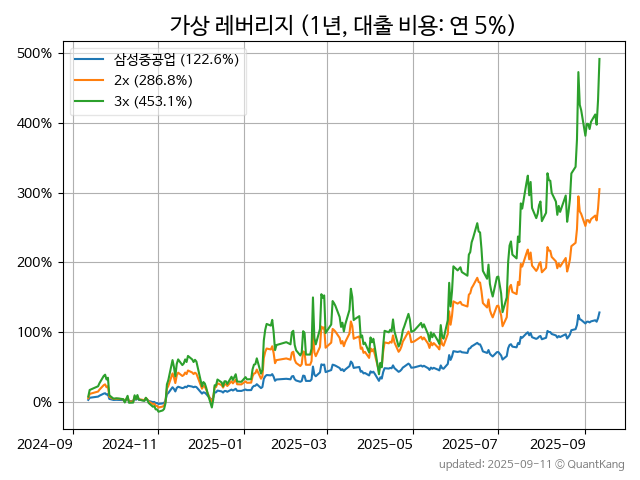 가상 레버리지 (1년, 대출 비용: 연 5%)
삼성중공업 (122.6%)
2x (286.8%)
3x (453.1%)
500%
400%
300%
200%
100%
0%
2024-09 2024-11 2025-01 2025-03 2025-05 2025-07 2025-09
updated: 2025-09-11 © QuantKang